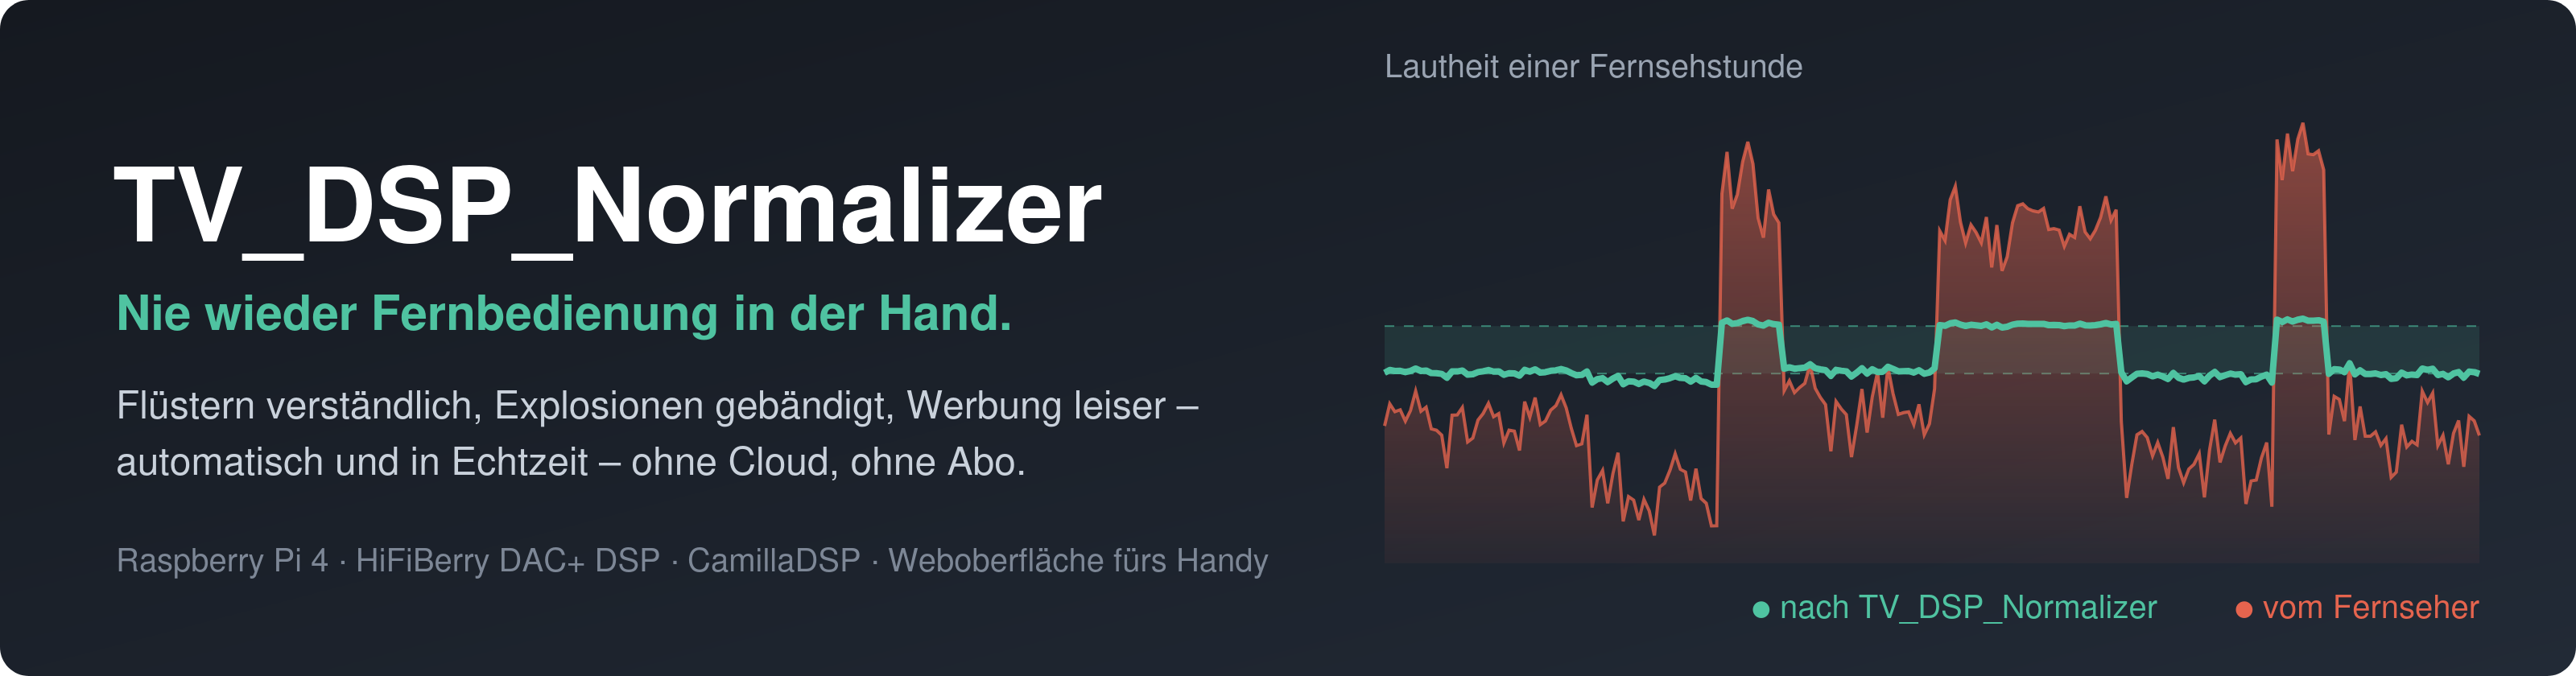 TV_DSP_Normalizer
Nie wieder Fernbedienung in der Hand.
Flüstern verständlich, Explosionen gebändigt, Werbung leiser –
automatisch und in Echtzeit – ohne Cloud, ohne Abo.
Raspberry Pi 4 · HiFiBerry DAC+ DSP · CamillaDSP · Weboberfläche fürs Handy
Lautheit einer Fernsehstunde
nach TV_DSP_Normalizer
vom Fernseher